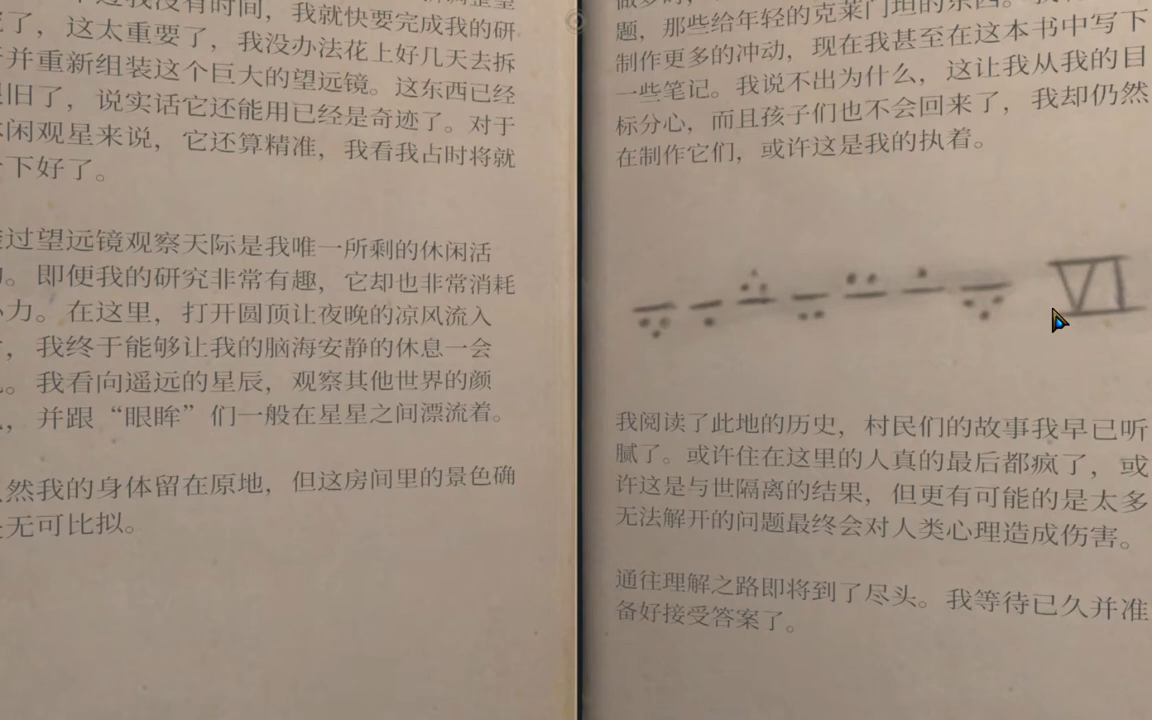 我没有时间，我就快要完成我的研
了，这太重要了，我没办法花上好几天去拆
并重新组装这个巨大的望远镜。这东西已经
旧了，说实话它还能用已经是奇迹了。对于
闲观星来说，它还算精准，我看我占时将就
下好了。
过望远镜观察天际是我唯一所剩的休闲活
。即便我的研究非常有趣，它却也非常消耗
力。在这里，打开圆顶让夜晚的凉风流入
，我终于能够让我的脑海安静的休息一会
。我看向遥远的星辰，观察其他世界的颜
，并跟“眼眸”们一般在星星之间漂流着。
然我的身体留在原地，但这房间里的景色确
无可比拟。
题，那些给年轻的克莱门坦的东西。我
制作更多的冲动，现在我甚至在这本书中写下
一些笔记。我说不出为什么，这让我从我的目
标分心，而且孩子们也不会回来了，我却仍然
在制作它们，或许这是我的执着。
VI
我阅读了此地的历史，村民们的故事我早已听
腻了。或许住在这里的人真的最后都疯了，或
许这是与世隔离的结果，但更有可能的是太多
无法解开的问题最终会对人类心理造成伤害。
通往理解之路即将到了尽头。我等待已久并准
备好接受答案了。